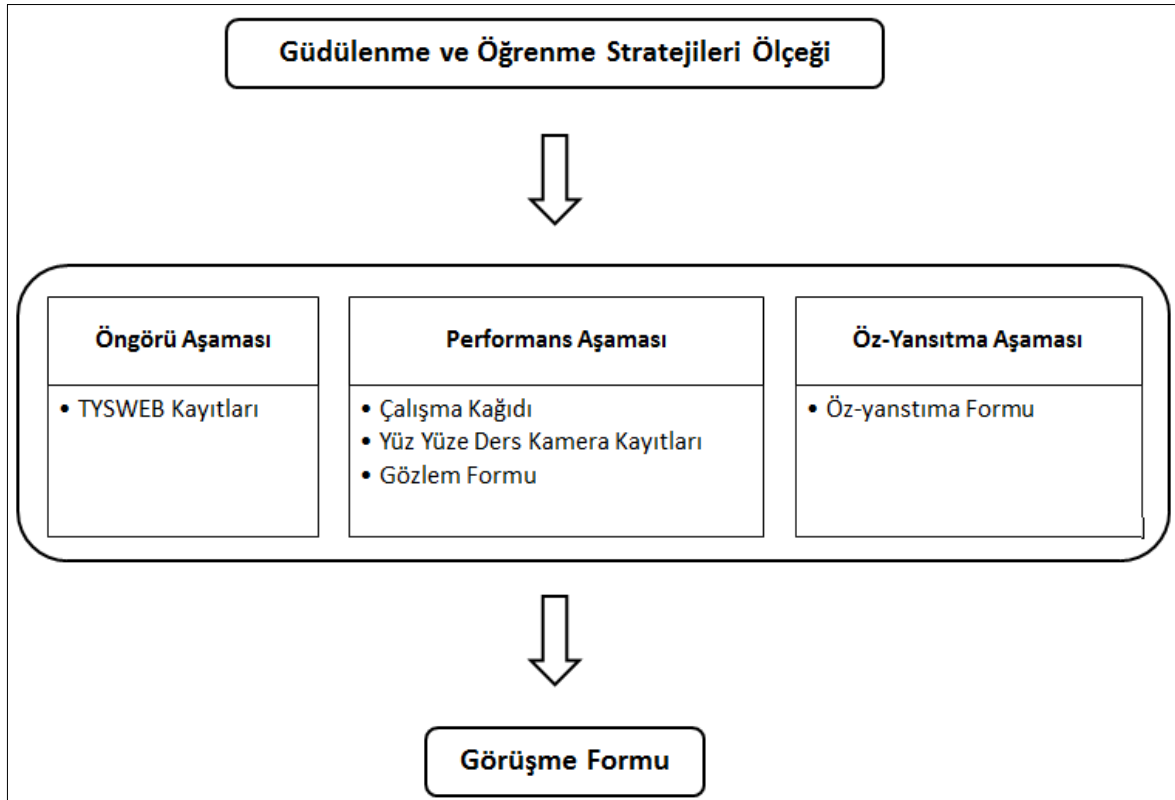 Güdülenme ve Öğrenme Stratejileri Ölçeği
Öngörü Aşaması
• TYSWEB Kayıtları
Performans Aşaması
• Çalışma Kağıdı
• Yüz Yüze Ders Kamera Kayıtları
• Gözlem Formu
Öz-Yansıtma Aşaması
• Öz-yanstıma Formu
Görüşme Formu